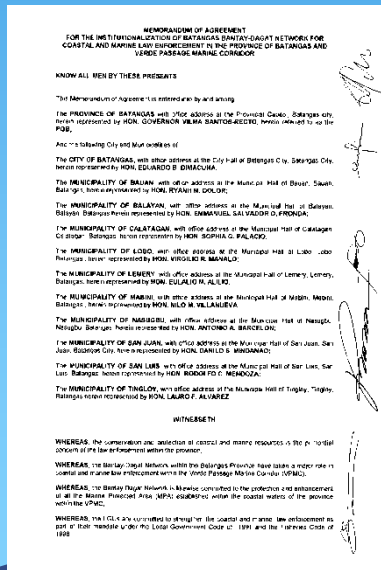 MEMORANDUM OF AGREEMENT
FOR THE INSTITUTIONALIZATION OF BATANGAS BANTAY-DAGAT NETWORK FOR
COASTAL AND MARINE LAW ENFORCEMENT IN THE PROVINCE OF BATANGAS AND
VERDE PASSAGE MARINE CORRIDOR
KNOW ALL MEN BY THESE PRESENTS
This Memorandum of Agreement is entered into by and among
The PROVINCE OF BATANGAS with office address at the Provincial Capitol, Batangas city,
herein represented by HON. GOVERNOR VILMA SANTOS-RECTO, herein referred to as the
PGB,
And the following City and Municipalities of
The CITY OF BATANGAS, with office address at the City Hall of Batangas City, Batangas City,
herein represented by HON. EDUARDO B. DIMACUHA,
The MUNICIPALITY OF BAUAN, with office address at the Municipal Hall of Bauan, Bauan,
Batangas, herein represented by HON. RYANH M. DOLOR;
The MUNICIPALITY OF BALAYAN, with office address at the Municipal Hall of Balayan,
Balayan, Batangas herein represented by HON. EMMANUEL SALVADOR D. FRONDA;
The MUNICIPALITY OF CALATAGAN, with office address at the Municipal Hall of Calatagan,
Calatagan, Batangas, herein represented by HON. SOPHIA G. PALACIO;
The MUNICIPALITY OF LOBO, with office address at the Municipal Hall of Lobo, Lobo,
Batangas, herein represented by HON. VIRGILIO R. MANALO;
The MUNICIPALITY OF LEMERY, with office address at the Municipal Hall of Lemery, Lemery,
Batangas, herein represented by HON. EULALIO M. ALILIO,
The MUNICIPALITY OF MABINI, with office address at the Municipal Hall of Mabini, Mabini,
Batangas, herein represented by HON. NILO M. VILLANUEVA
The MUNICIPALITY OF NASUGBU, with office address at the Municipal Hall of Nasugbu,
Nasugbu, Batangas, herein represented by HON. ANTONIO A. BARCELON;
The MUNICIPALITY OF SAN JUAN, with office address at the Municipal Hall of San Juan, San
Juan, Batangas City, herein represented by HON. DANILO S. MINDANAO;
The MUNICIPALITY OF SAN LUIS, with office address at the Municipal Hall of San Luis, San
Luis, Batangas, herein represented by HON. RODOLFO C. MENDOZA;
The MUNICIPALITY OF TINGLOY, with office address at the Municipal Hall of Tingloy, Tingloy,
Batangas herein represented by HON. LAURO F. ALVAREZ
WITNESSETH
WHEREAS, the conservation and protection of coastal and marine resources is the
concern of the law enforcement within the province,
WHEREAS, the Bantay Dagat Network within the Batangas Province have taken a major role in
coastal and marine law enforcement within the Verde Passage Marine Corridor (VPMC),
WHEREAS, the Bantay Dagat Network is likewise committed to the protection and enhancement
of all the Marine Protected Area (MPA) established within the coastal waters of the province
within the VPMC,
WHEREAS, the LGUs are committed to strengthen the coastal and marine law enforcement as
part of their mandate under the Local Government Code of 1991 and the Fisheries Code of
1998